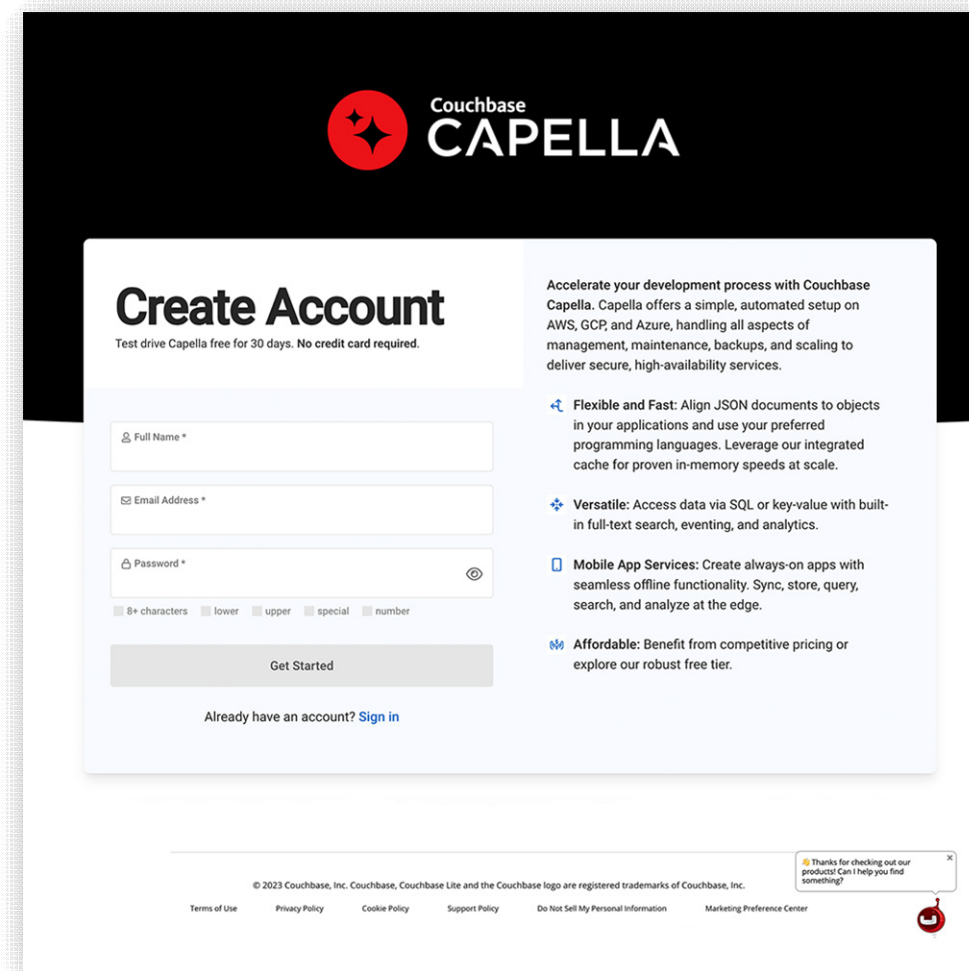 Couchbase
CAPELLA
Create Account
Test drive Capella free for 30 days. No credit card required.
Full Name *
Email Address *
Password *
8+ characters lower upper special number
Get Started
Already have an account? Sign in
Accelerate your development process with Couchbase
Capella. Capella offers a simple, automated setup on
AWS, GCP, and Azure, handling all aspects of
management, maintenance, backups, and scaling to
deliver secure, high-availability services.
Flexible and Fast: Align JSON documents to objects
in your applications and use your preferred
programming languages. Leverage our integrated
cache for proven in-memory speeds at scale.
Versatile: Access data via SQL or key-value with built-
in full-text search, eventing, and analytics.
Mobile App Services: Create always-on apps with
seamless offline functionality. Sync, store, query,
search, and analyze at the edge.
Affordable: Benefit from competitive pricing or
explore our robust free tier.
👋 Thanks for checking out our
products! Can I help you find
something?
© 2023 Couchbase, Inc. Couchbase, Couchbase Lite and the Couchbase logo are registered trademarks of Couchbase, Inc.
Terms of Use Privacy Policy Cookie Policy Support Policy Do Not Sell My Personal Information Marketing Preference Center